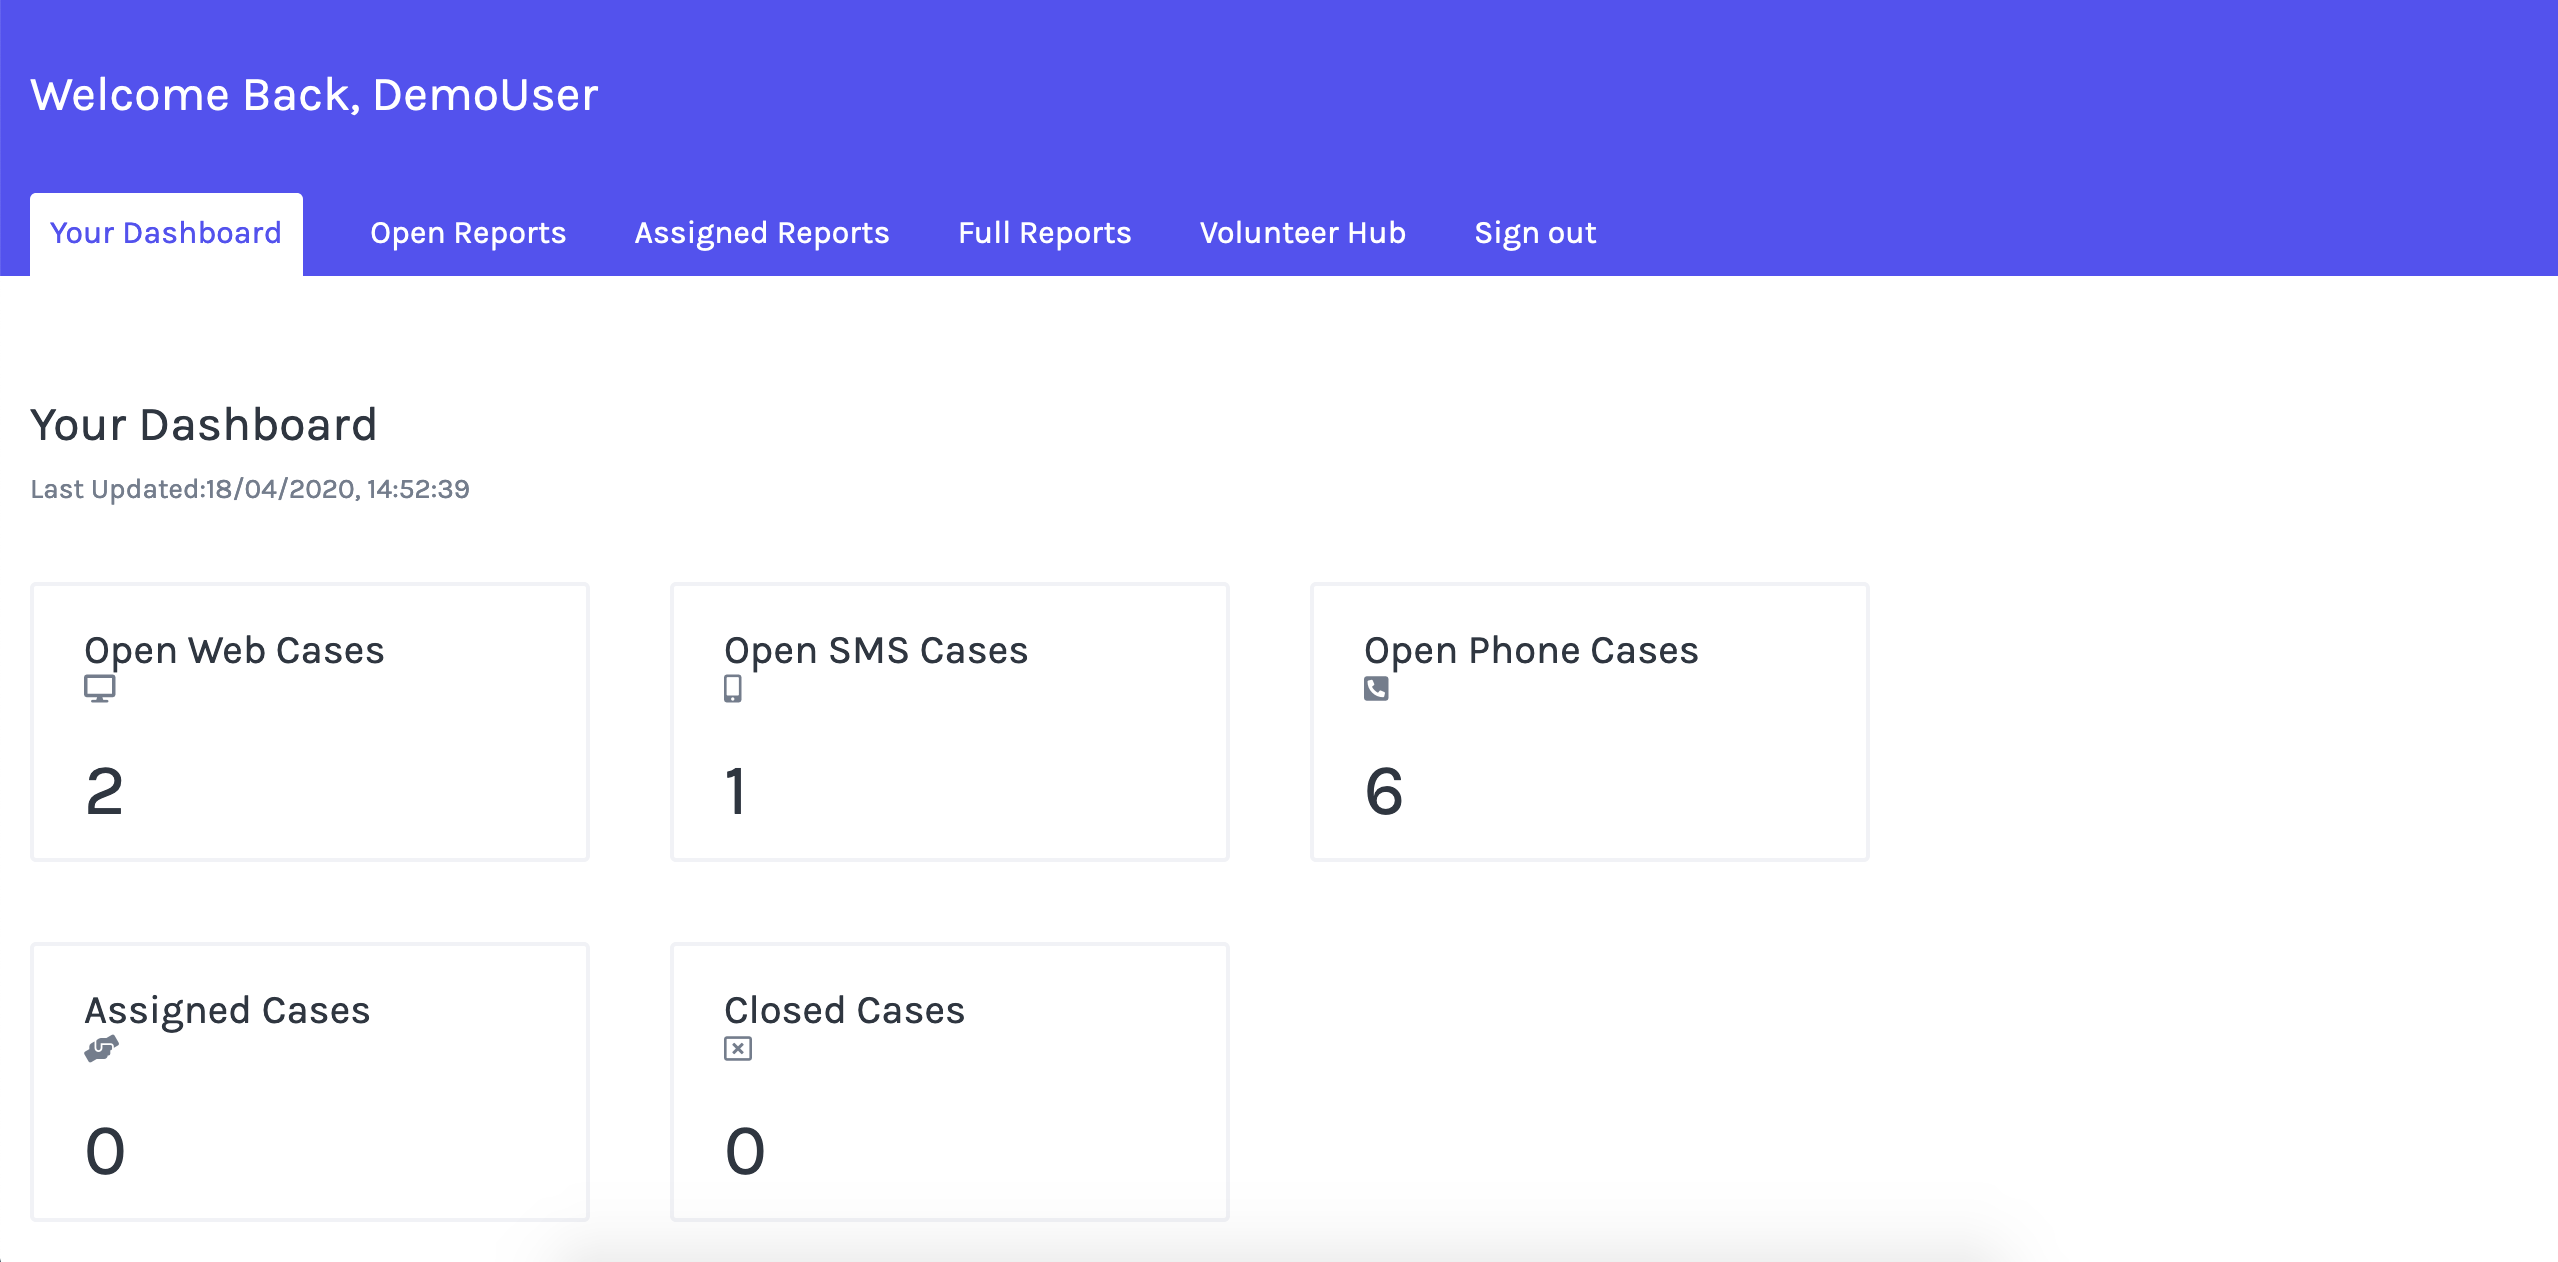 Welcome Back, DemoUser
Your Dashboard
Open Reports
Assigned Reports
Full Reports
Volunteer Hub
Sign out
Your Dashboard
Last Updated:18/04/2020, 14:52:39
Open Web Cases
2
Open SMS Cases
1
Open Phone Cases
6
Assigned Cases
0
Closed Cases
0